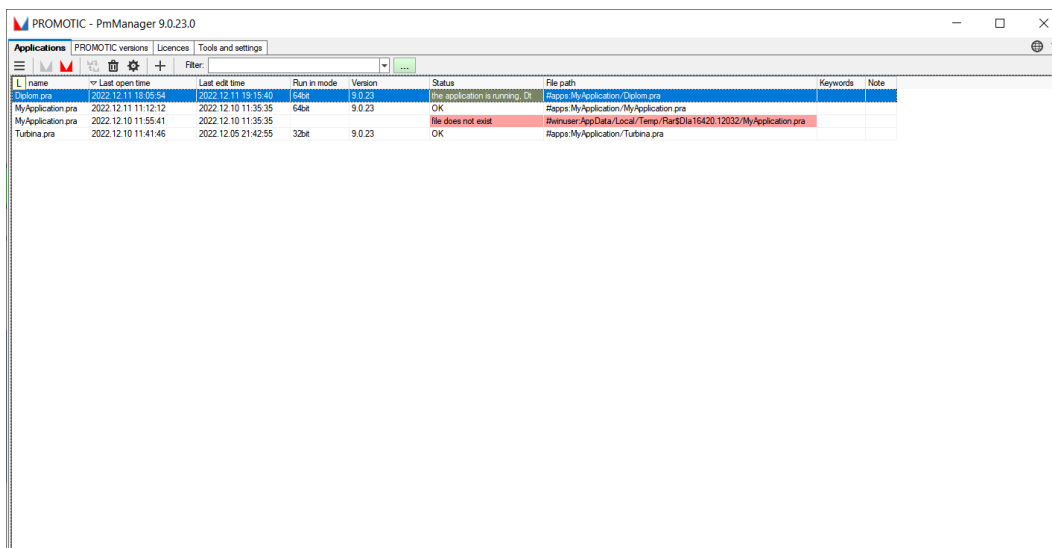 PROMOTIC - PmManager 9.0.23.0
Applications PROMOTIC versions Licences Tools and settings
Filter: ...
L name Last open time Last edit time Run in mode Version Status File path Keywords Note
Diplom.pra 2022.12.11 18:05:54 2022.12.11 19:15:40 64bit 9.0.23 the application is running, Dt #apps:MyApplication/Diplom.pra
MyApplication.pra 2022.12.11 11:12:12 2022.12.10 11:35:35 64bit 9.0.23 OK #apps:MyApplication/MyApplication.pra
MyApplication.pra 2022.12.10 11:55:41 2022.12.10 11:35:35 file does not exist #winuser:AppData/Local/Temp/Rar$DIa16420.12032/MyApplication.pra
Turbina.pra 2022.12.10 11:41:46 2022.12.05 21:42:55 32bit 9.0.23 OK #apps:MyApplication/Turbina.pra